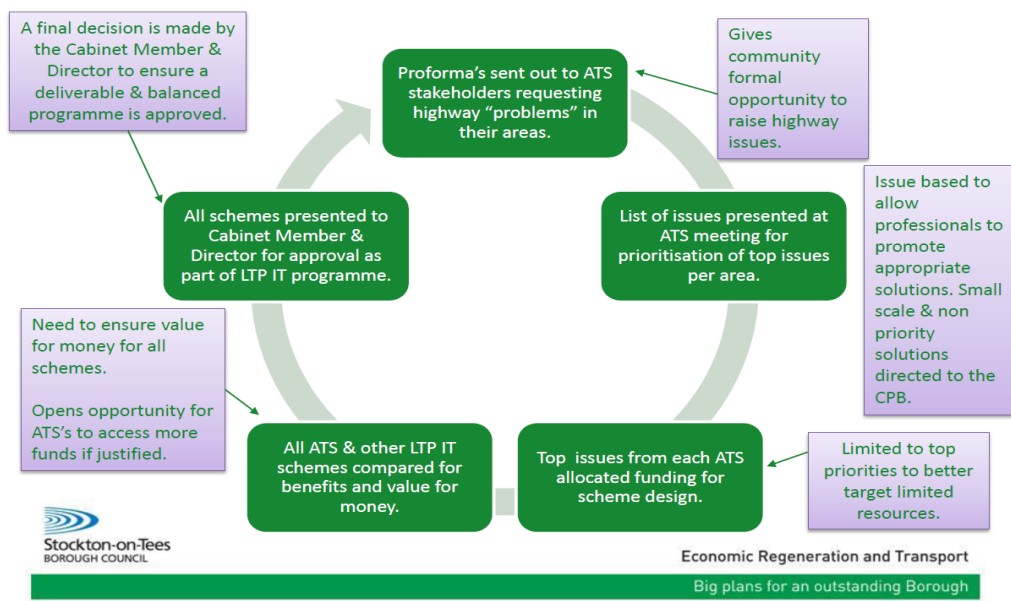 A final decision is made by
the Cabinet Member &
Director to ensure a
deliverable & balanced
programme is approved.
Proforma's sent out to ATS
stakeholders requesting
highway “problems” in
their areas.
Gives
community
formal
opportunity to
raise highway
issues.
All schemes presented to
Cabinet Member &
Director for approval as
part of LTP IT programme.
List of issues presented at
ATS meeting for
prioritisation of top issues
per area.
Issue based to
allow
professionals to
promote
appropriate
solutions. Small
scale & non
priority
solutions
directed to the
CPB.
Need to ensure value
for money for all
schemes.
Opens opportunity for
ATS's to access more
funds if justified.
All ATS & other LTP IT
schemes compared for
benefits and value for
money.
Top issues from each ATS
allocated funding for
scheme design.
Limited to top
priorities to better
target limited
resources.
Stockton-on-Tees
BOROUGH COUNCIL
Economic Regeneration and Transport
Big plans for an outstanding Borough